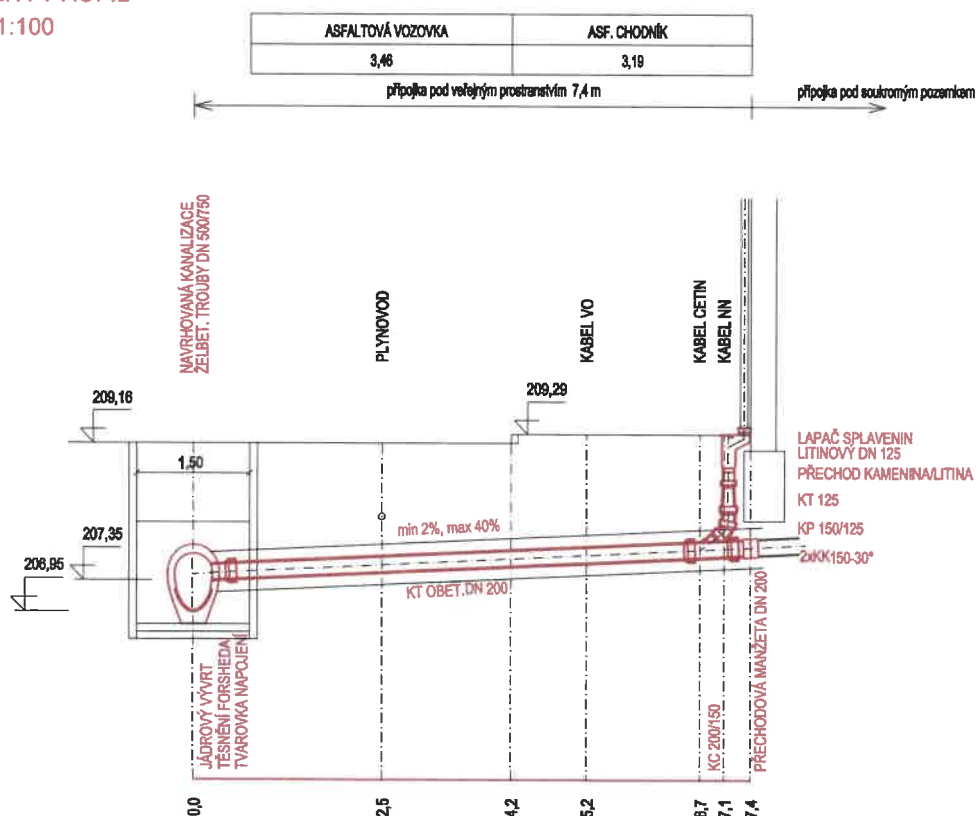 1:100
ASFALTOVÁ VOZOVKA
ASF. CHODNÍK
3,46
3,19
přípojka pod veřejným prostranstvím 7,4 m
přípojka pod soukromým pozemkem
NAVRHOVANÁ KANALIZACE
ŽELBET. TROUBY DN 500/750
PLYNOVOD
KABEL VO
KABEL CETIN
KABEL NN
209,16
209,29
1,50
LAPAČ SPLAVENIN
LITINOVÝ DN 125
PŘECHOD KAMENINA/LITINA
KT 125
KP 150/125
2xKK150-30°
min 2%, max 40%
207,35
206,95
KT OBET.DN 200
JÁDROVÝ VÝVRT
TĚSNĚNÍ FORSHEDA
TVAROVKA NAPOJENÍ
KC 200/150
PŘECHODOVÁ MANŽETA DN 200
0,0
2,5
4,2
5,2
6,7
7,1
7,4